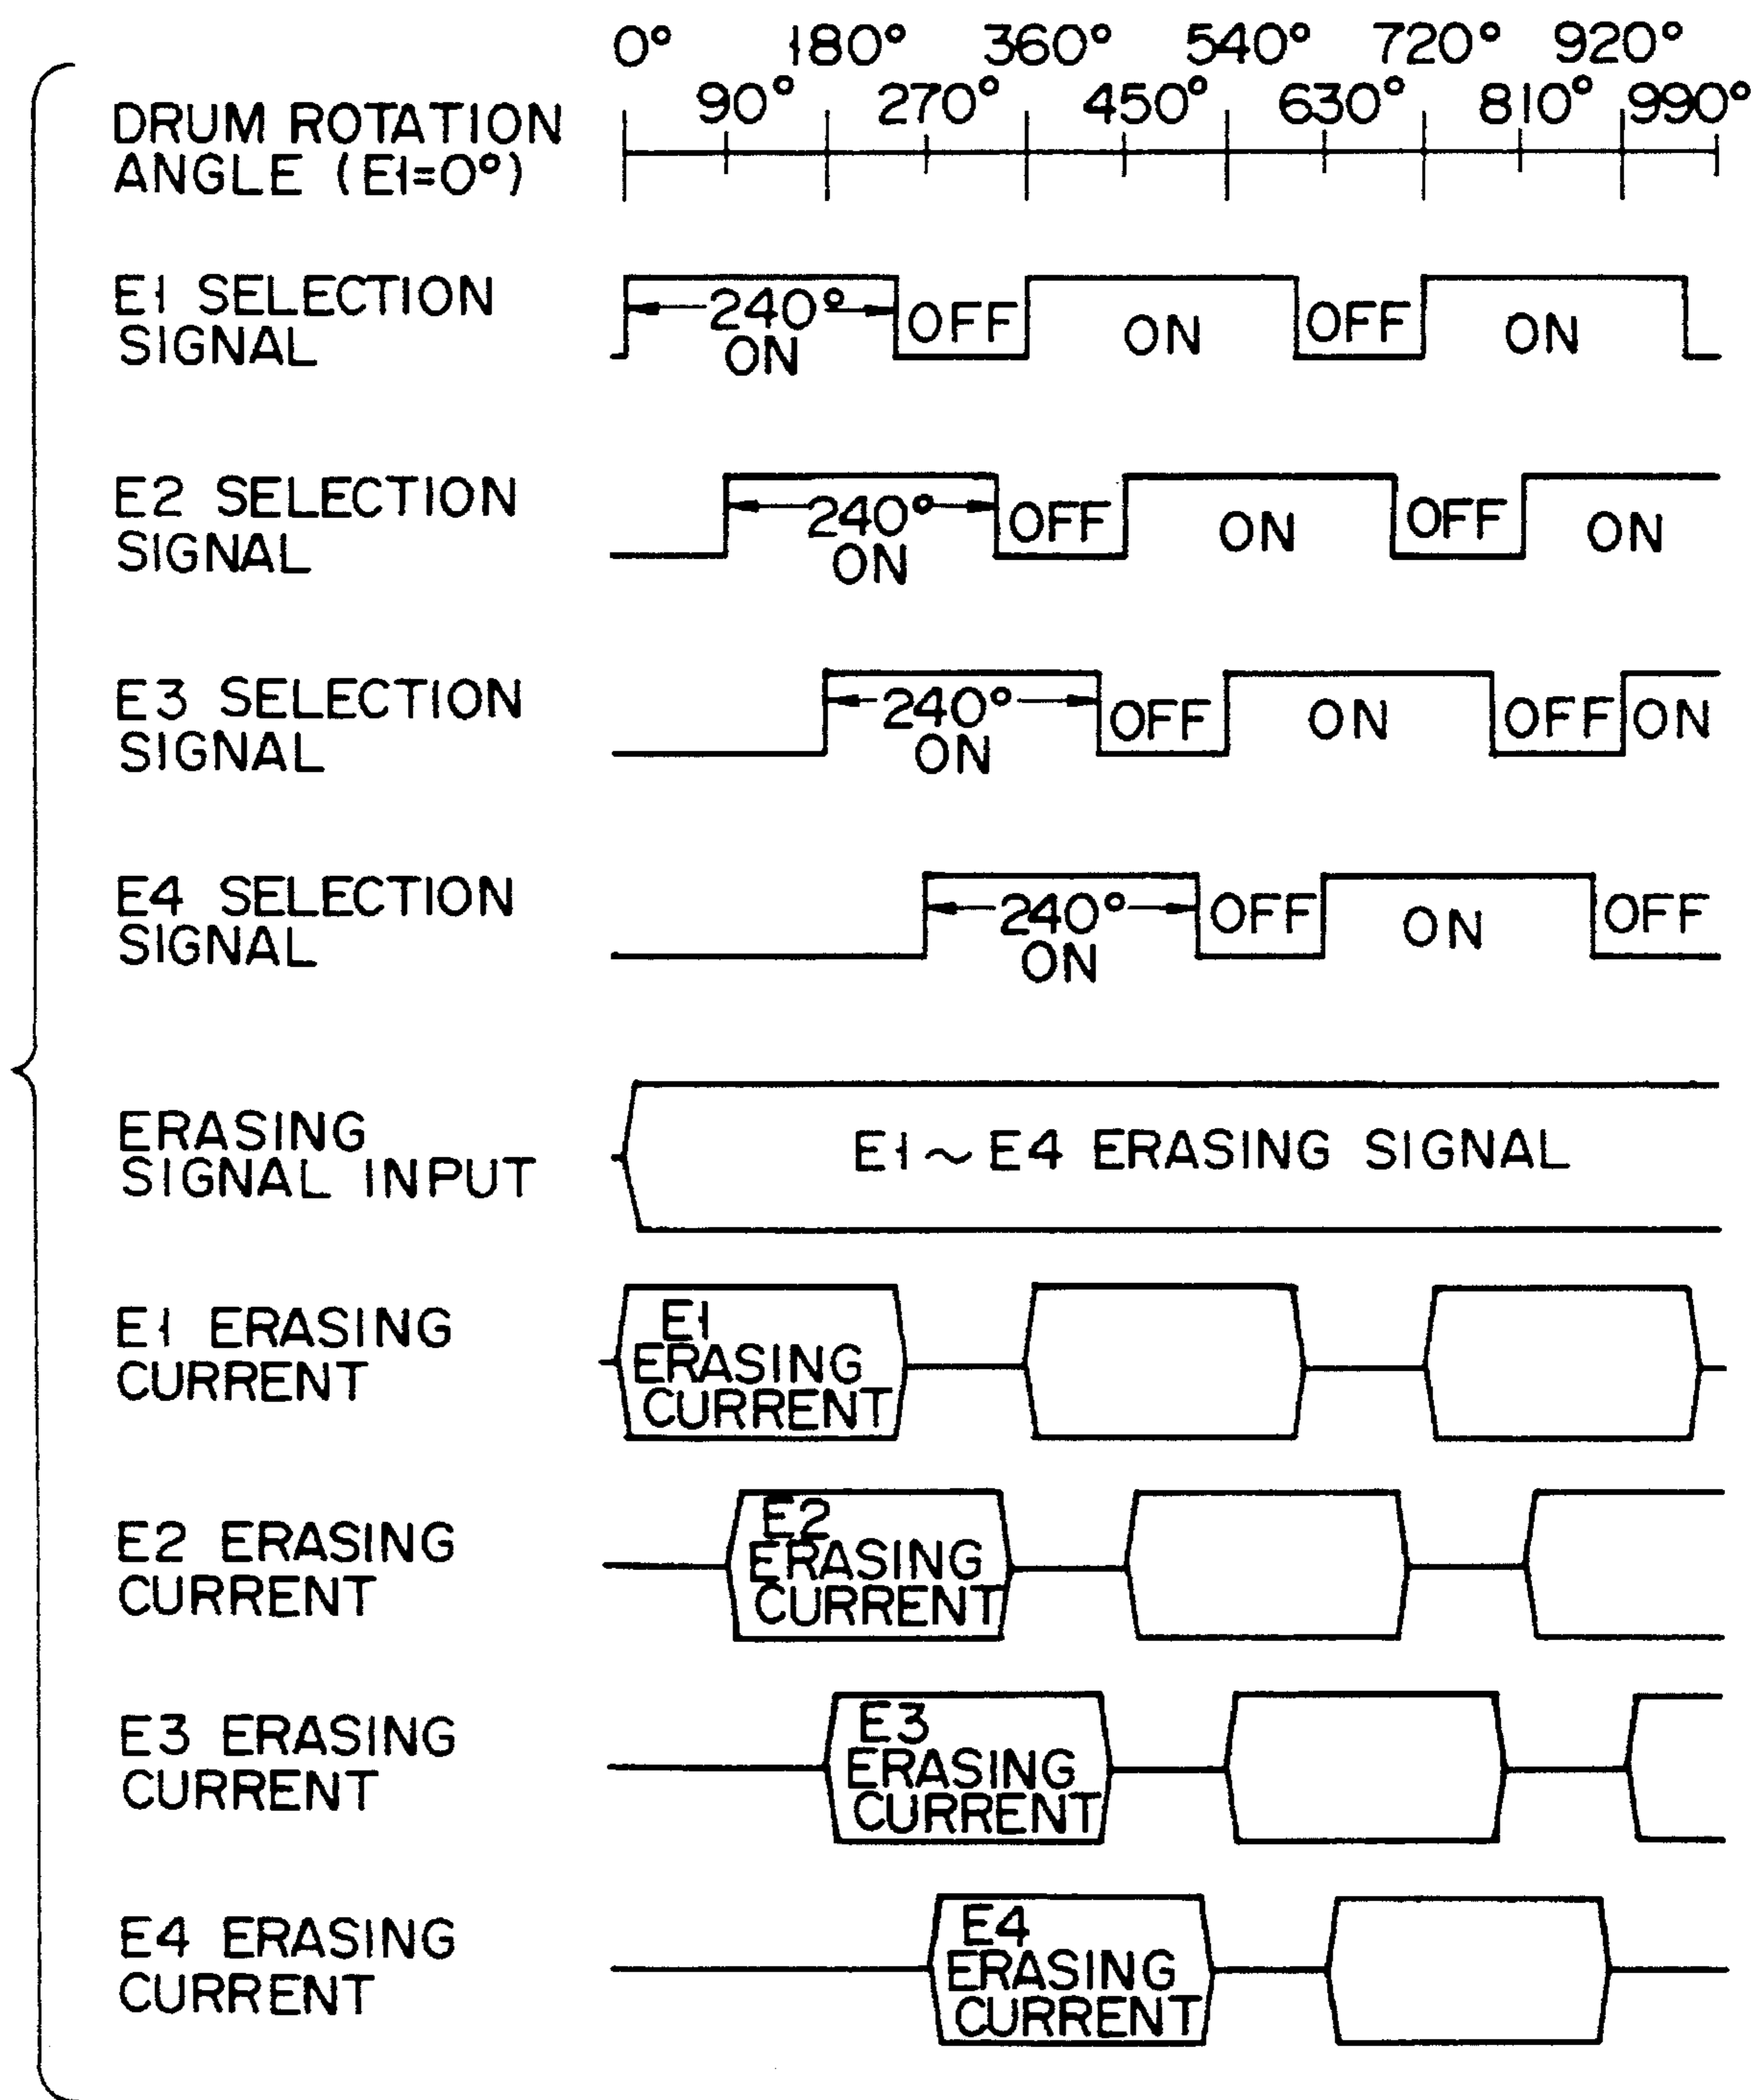 0° 180° 360° 540° 720° 920°
90° 270° 450° 630° 810° 990°
DRUM ROTATION
ANGLE (E1=0°)
E1 SELECTION
SIGNAL
240°
ON
OFF
ON
OFF
ON
E2 SELECTION
SIGNAL
240°
ON
OFF
ON
OFF
ON
E3 SELECTION
SIGNAL
240°
ON
OFF
ON
OFF
ON
E4 SELECTION
SIGNAL
240°
ON
OFF
ON
OFF
ERASING
SIGNAL INPUT
E1~E4 ERASING SIGNAL
E1 ERASING
CURRENT
E1
ERASING
CURRENT
E2 ERASING
CURRENT
E2
ERASING
CURRENT
E3 ERASING
CURRENT
E3
ERASING
CURRENT
E4 ERASING
CURRENT
E4
ERASING
CURRENT